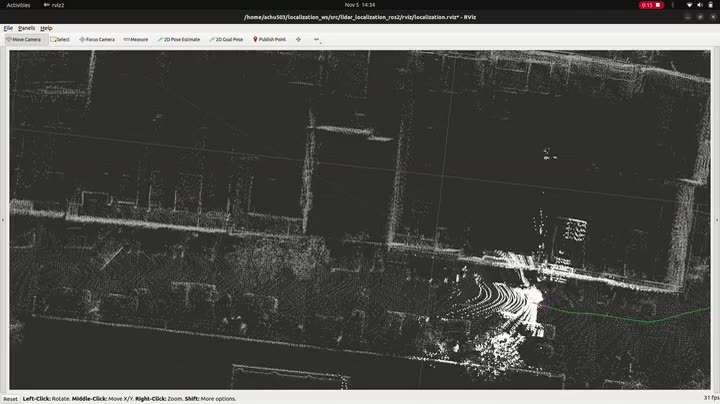 Activities rviz2 Nov 5 14:34 0:15
/home/achu503/localization_ws/src/lidar_localization_ros2/rviz/localization.rviz* - RViz
File Panels Help
Move Camera Select Focus Camera Measure 2D Pose Estimate 2D Goal Pose Publish Point
Reset Left-Click: Rotate. Middle-Click: Move X/Y. Right-Click: Zoom. Shift: More options. 31 fps